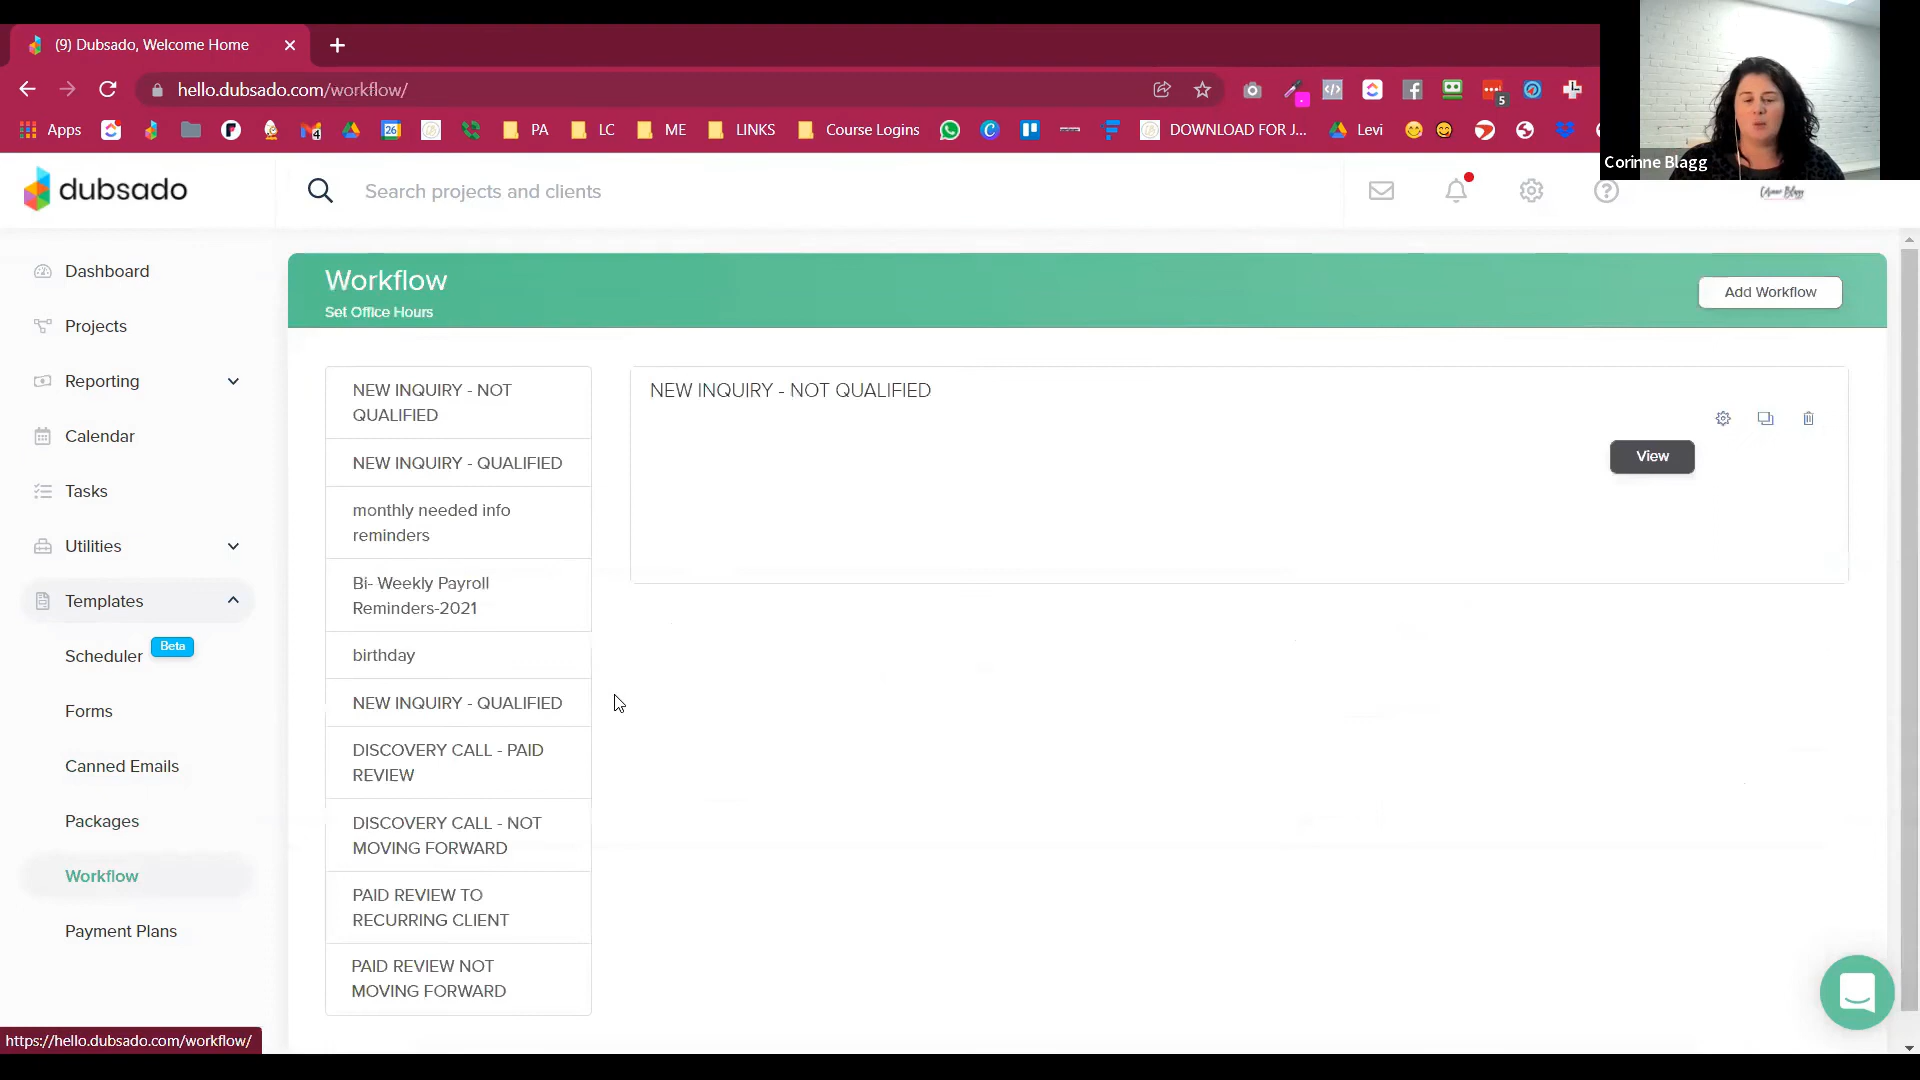 (9) Dubsado, Welcome Home
hello.dubsado.com/workflow/
5
Apps
4
26
PA
LC
ME
LINKS
Course Logins
DOWNLOAD FOR J...
Levi
Corinne Blagg
dubsado
Search projects and clients
Corinne Blagg
Dashboard
Projects
Reporting
Calendar
Tasks
Utilities
Templates
Scheduler
Beta
Forms
Canned Emails
Packages
Workflow
Payment Plans
Workflow
Set Office Hours
Add Workflow
NEW INQUIRY - NOT
QUALIFIED
NEW INQUIRY - QUALIFIED
monthly needed info
reminders
Bi- Weekly Payroll
Reminders-2021
birthday
NEW INQUIRY - QUALIFIED
DISCOVERY CALL - PAID
REVIEW
DISCOVERY CALL - NOT
MOVING FORWARD
PAID REVIEW TO
RECURRING CLIENT
PAID REVIEW NOT
MOVING FORWARD
NEW INQUIRY - NOT QUALIFIED
View
https://hello.dubsado.com/workflow/